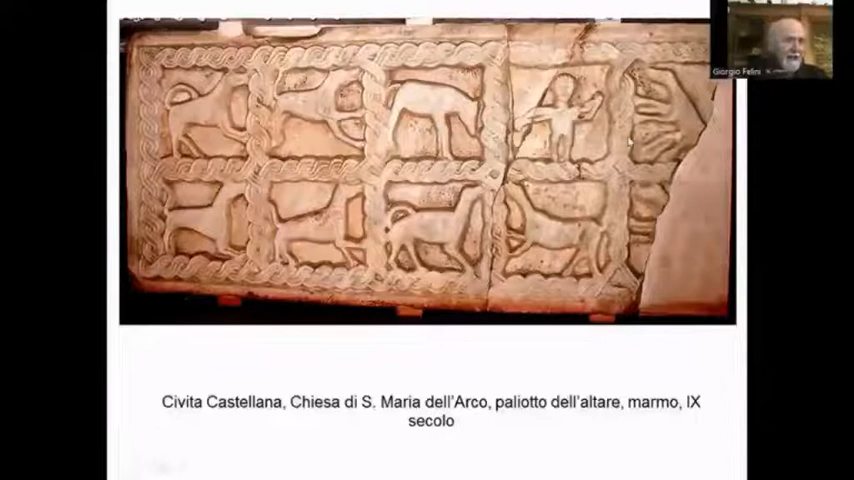 Giorgio Felini
Civita Castellana, Chiesa di S. Maria dell'Arco, paliotto dell'altare, marmo, IX
secolo